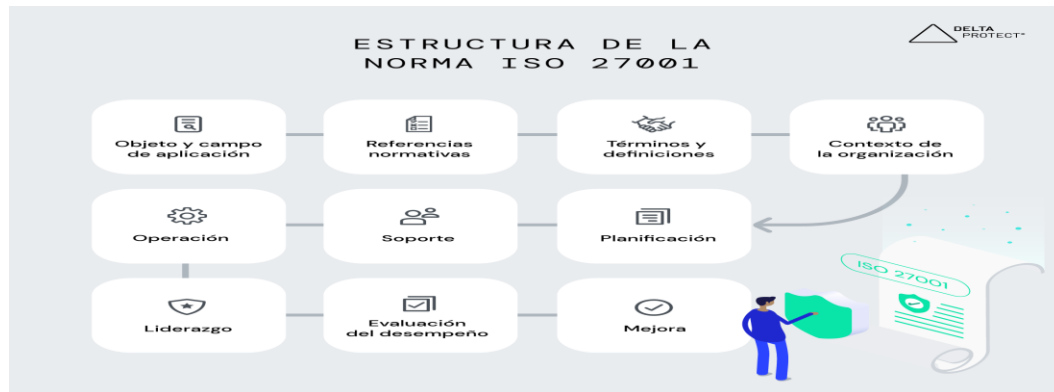 ESTRUCTURA DE LA
NORMA ISO 27001
DELTA
PROTECT
Objeto y campo
de aplicación
Referencias
normativas
Términos y
definiciones
Contexto de
la organización
Operación
Soporte
Planificación
ISO 27001
Liderazgo
Evaluación
del desempeño
Mejora